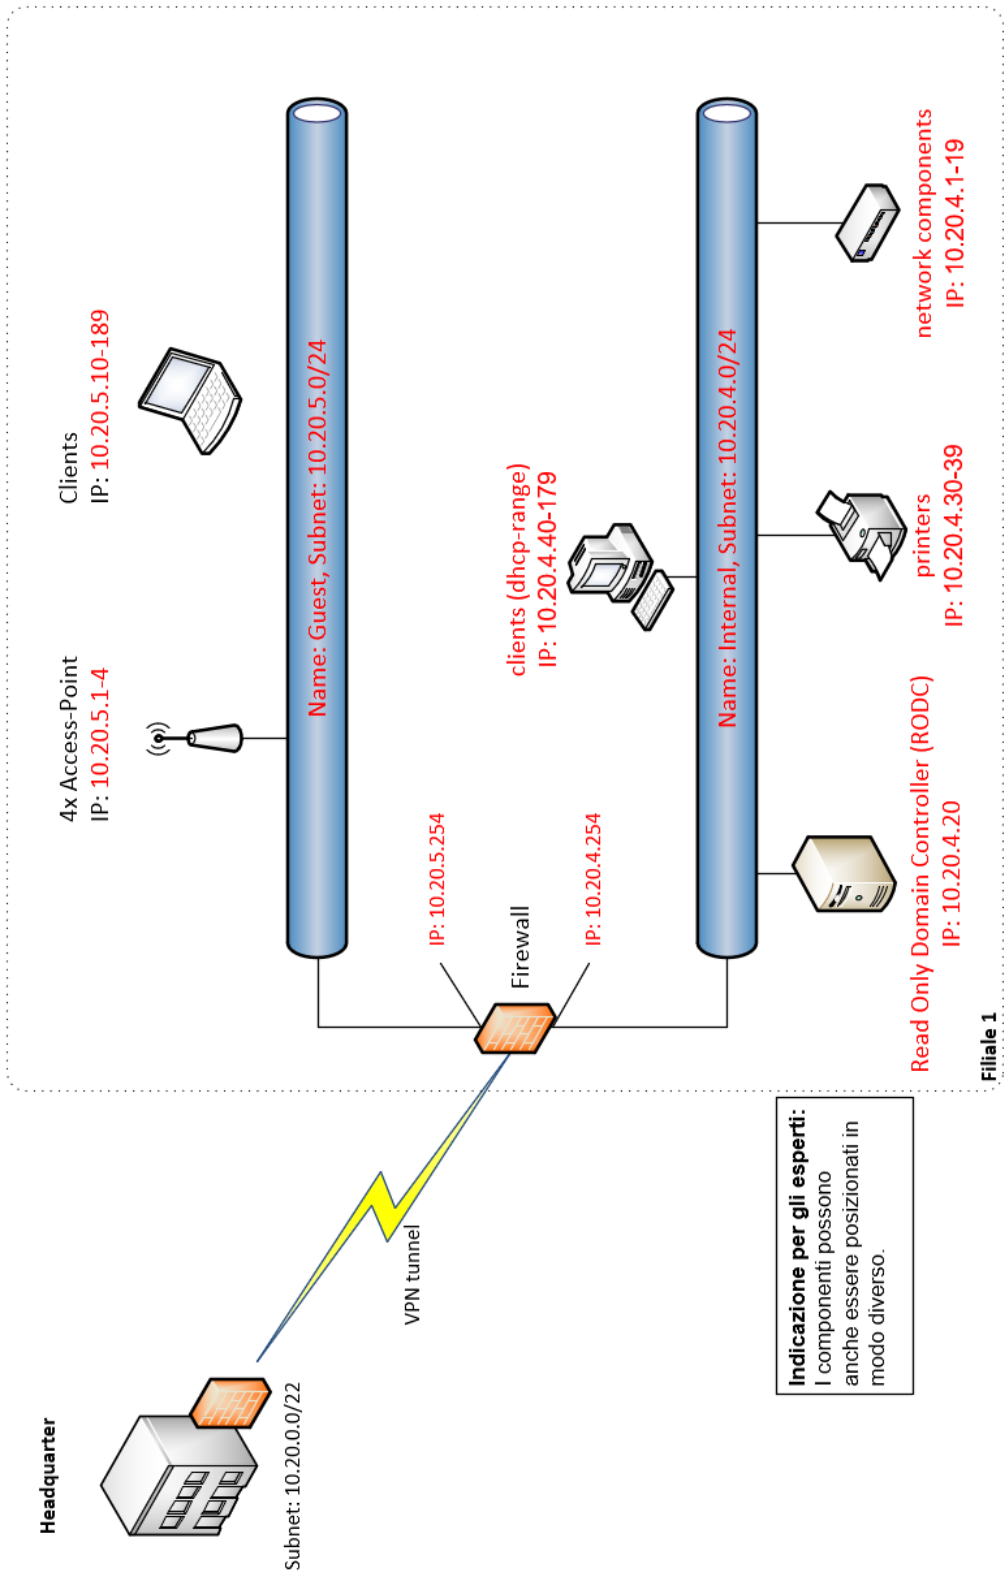 Headquarter
Subnet: 10.20.0.0/22
VPN tunnel
Indicazione per gli esperti:
I componenti possono
anche essere posizionati in
modo diverso.
4x Access-Point
IP: 10.20.5.1-4
Clients
IP: 10.20.5.10-189
Name: Guest, Subnet: 10.20.5.0/24
IP: 10.20.5.254
Firewall
IP: 10.20.4.254
clients (dhcp-range)
IP: 10.20.4.40-179
Name: Internal, Subnet: 10.20.4.0/24
Read Only Domain Controller (RODC)
IP: 10.20.4.20
printers
IP: 10.20.4.30-39
network components
IP: 10.20.4.1-19
Filiale 1